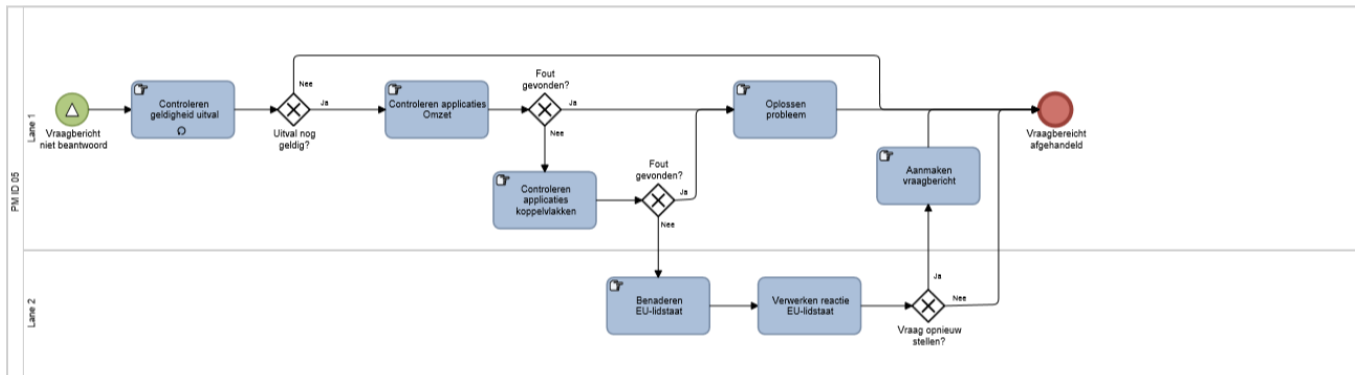 PM ID 05
Lane 1
Vraagbericht
niet beantwoord
Controleren
geldigheid uitval
Uitval nog
geldig?
Nee
Ja
Controleren applicaties
Omzet
Fout
gevonden?
Ja
Nee
Controleren
applicaties
koppelvlakken
Fout
gevonden?
Ja
Nee
Oplossen
probleem
Aanmaken
vraagbericht
Vraagbereicht
afgehandeld
Lane 2
Benaderen
EU-lidstaat
Verwerken reactie
EU-lidstaat
Vraag opnieuw
stellen?
Ja
Nee